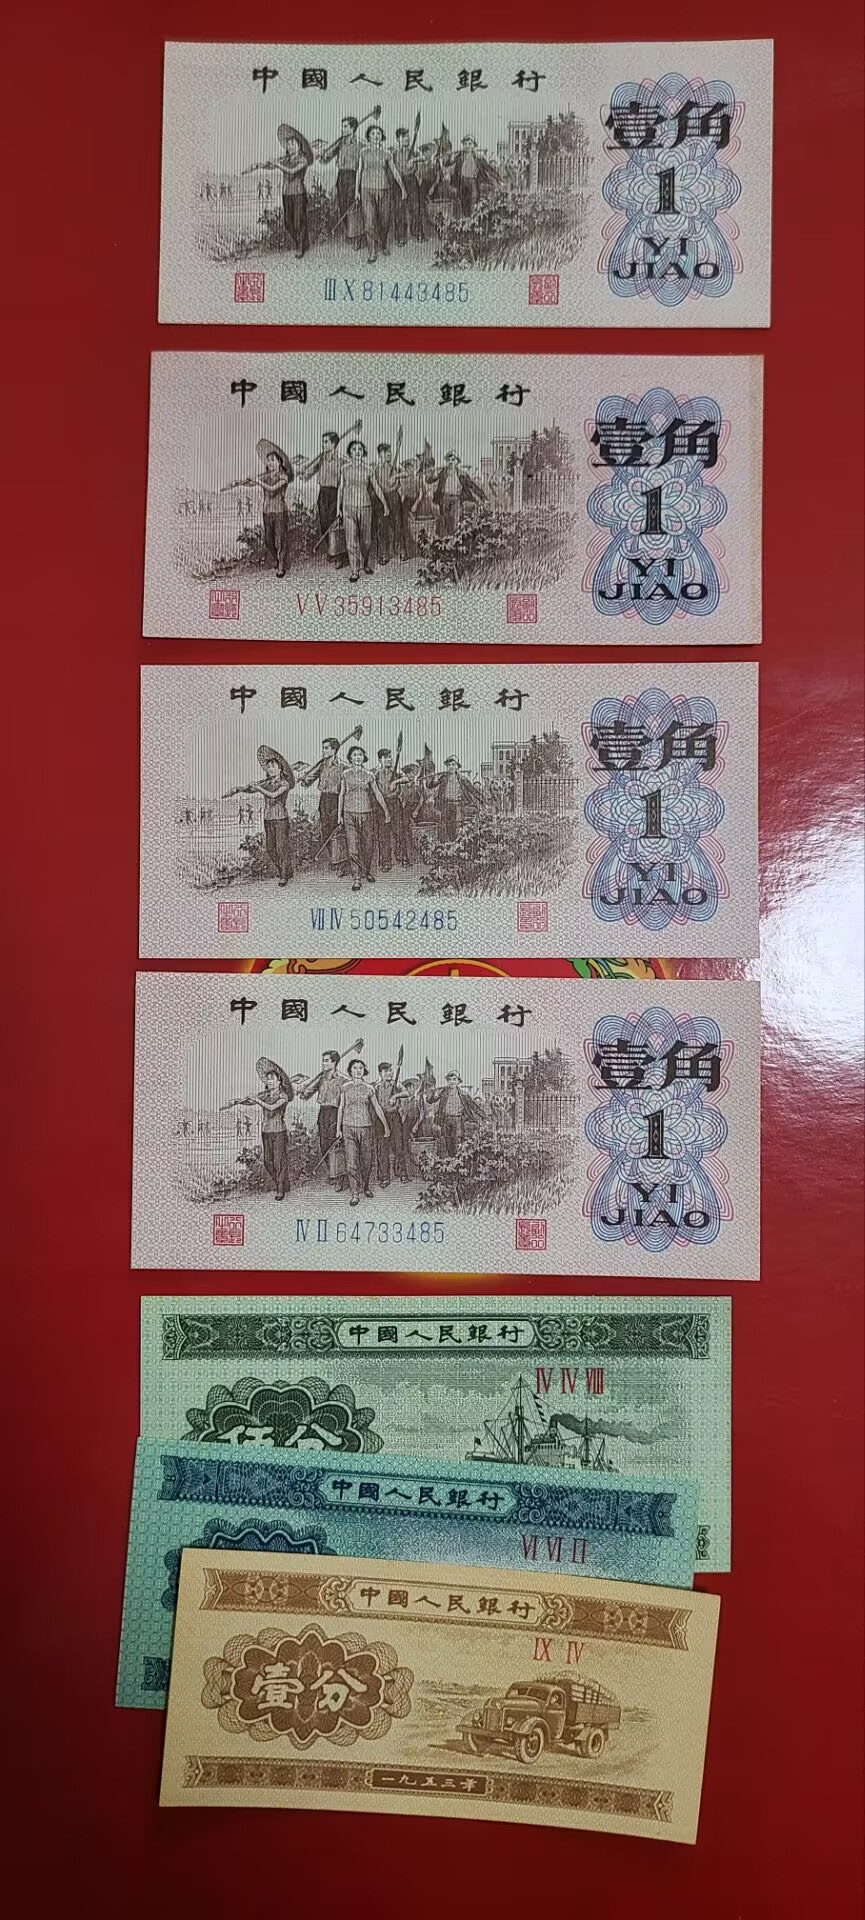 中國人民銀行
壹角
1
YI
JIAO
ⅢⅩ81443485
中國人民銀行
壹角
1
YI
JIAO
ⅤⅤ35913485
中國人民銀行
壹角
1
YI
JIAO
ⅦⅣ50542485
中國人民銀行
壹角
1
YI
JIAO
ⅣⅡ64733485
中國人民銀行
ⅣⅣⅧ
伍分
中國人民銀行
ⅥⅥⅡ
中國人民銀行
ⅨⅣ
壹分
一九五三年